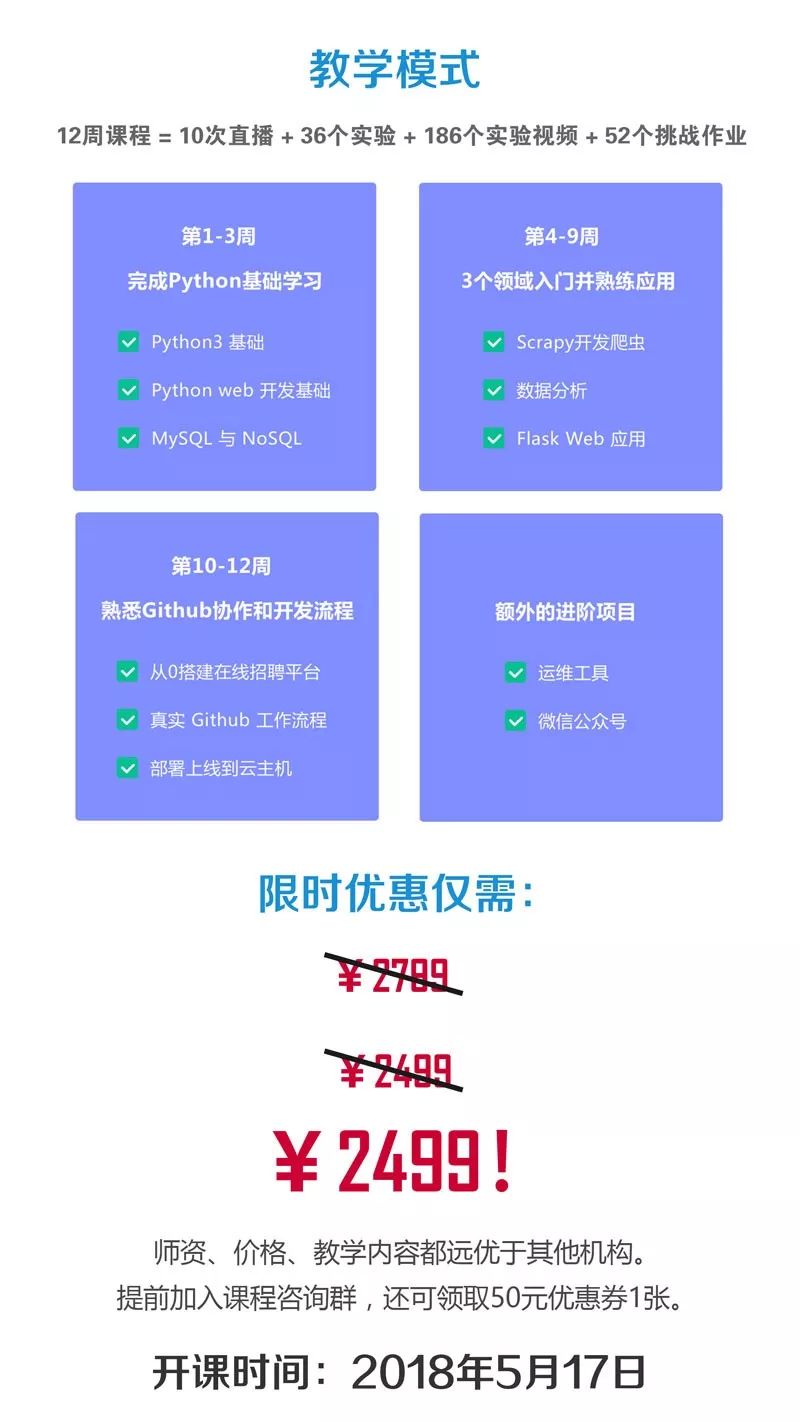 教学模式
12周课程 = 10次直播 + 36个实验 + 186个实验视频 + 52个挑战作业
第1-3周
完成Python基础学习
Python3 基础
Python web 开发基础
MySQL 与 NoSQL
第4-9周
3个领域入门并熟练应用
Scrapy开发爬虫
数据分析
Flask Web 应用
第10-12周
熟悉Github协作和开发流程
从0搭建在线招聘平台
真实 Github 工作流程
部署上线到云主机
额外的进阶项目
运维工具
微信公众号
限时优惠仅需：
￥2789
￥2499
￥2499！
师资、价格、教学内容都远优于其他机构。
提前加入课程咨询群，还可领取50元优惠券1张。
开课时间：2018年5月17日